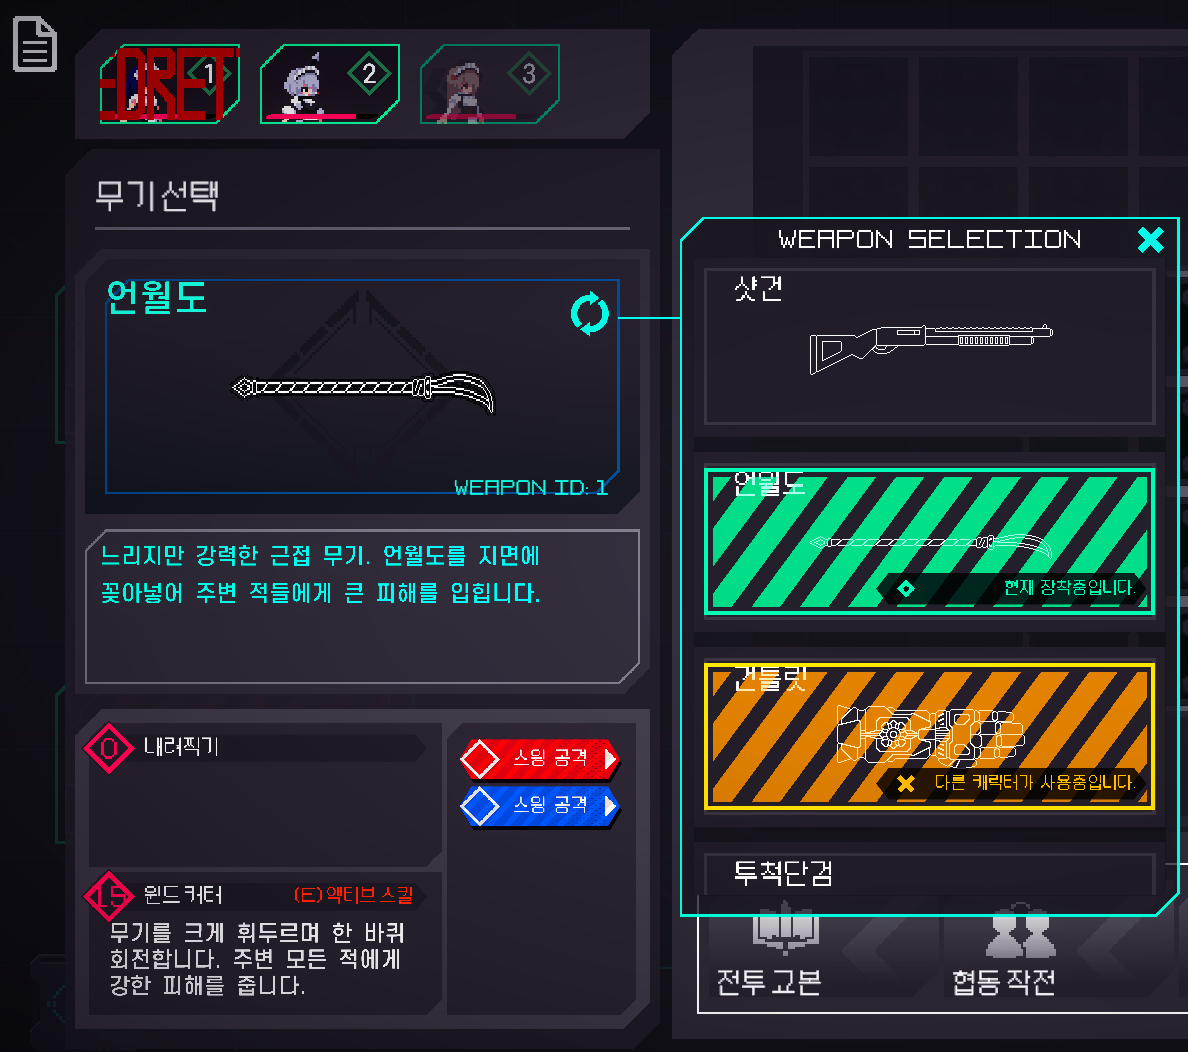 1
2
3
무기선택
언월도
WEAPON ID: 1
느리지만 강력한 근접 무기. 언월도를 지면에
꽂아넣어 주변 적들에게 큰 피해를 입힙니다.
0
내려찍기
스윙 공격
스윙 공격
15
윈드커터
(E)액티브스킬
무기를 크게 휘두르며 한 바퀴
회전합니다. 주변 모든 적에게
강한 피해를 줍니다.
WEAPON SELECTION
샷건
언월도
현재 장착중입니다.
건틀릿
다른 캐릭터가 사용중입니다.
투척단검
전투교본
협동작전